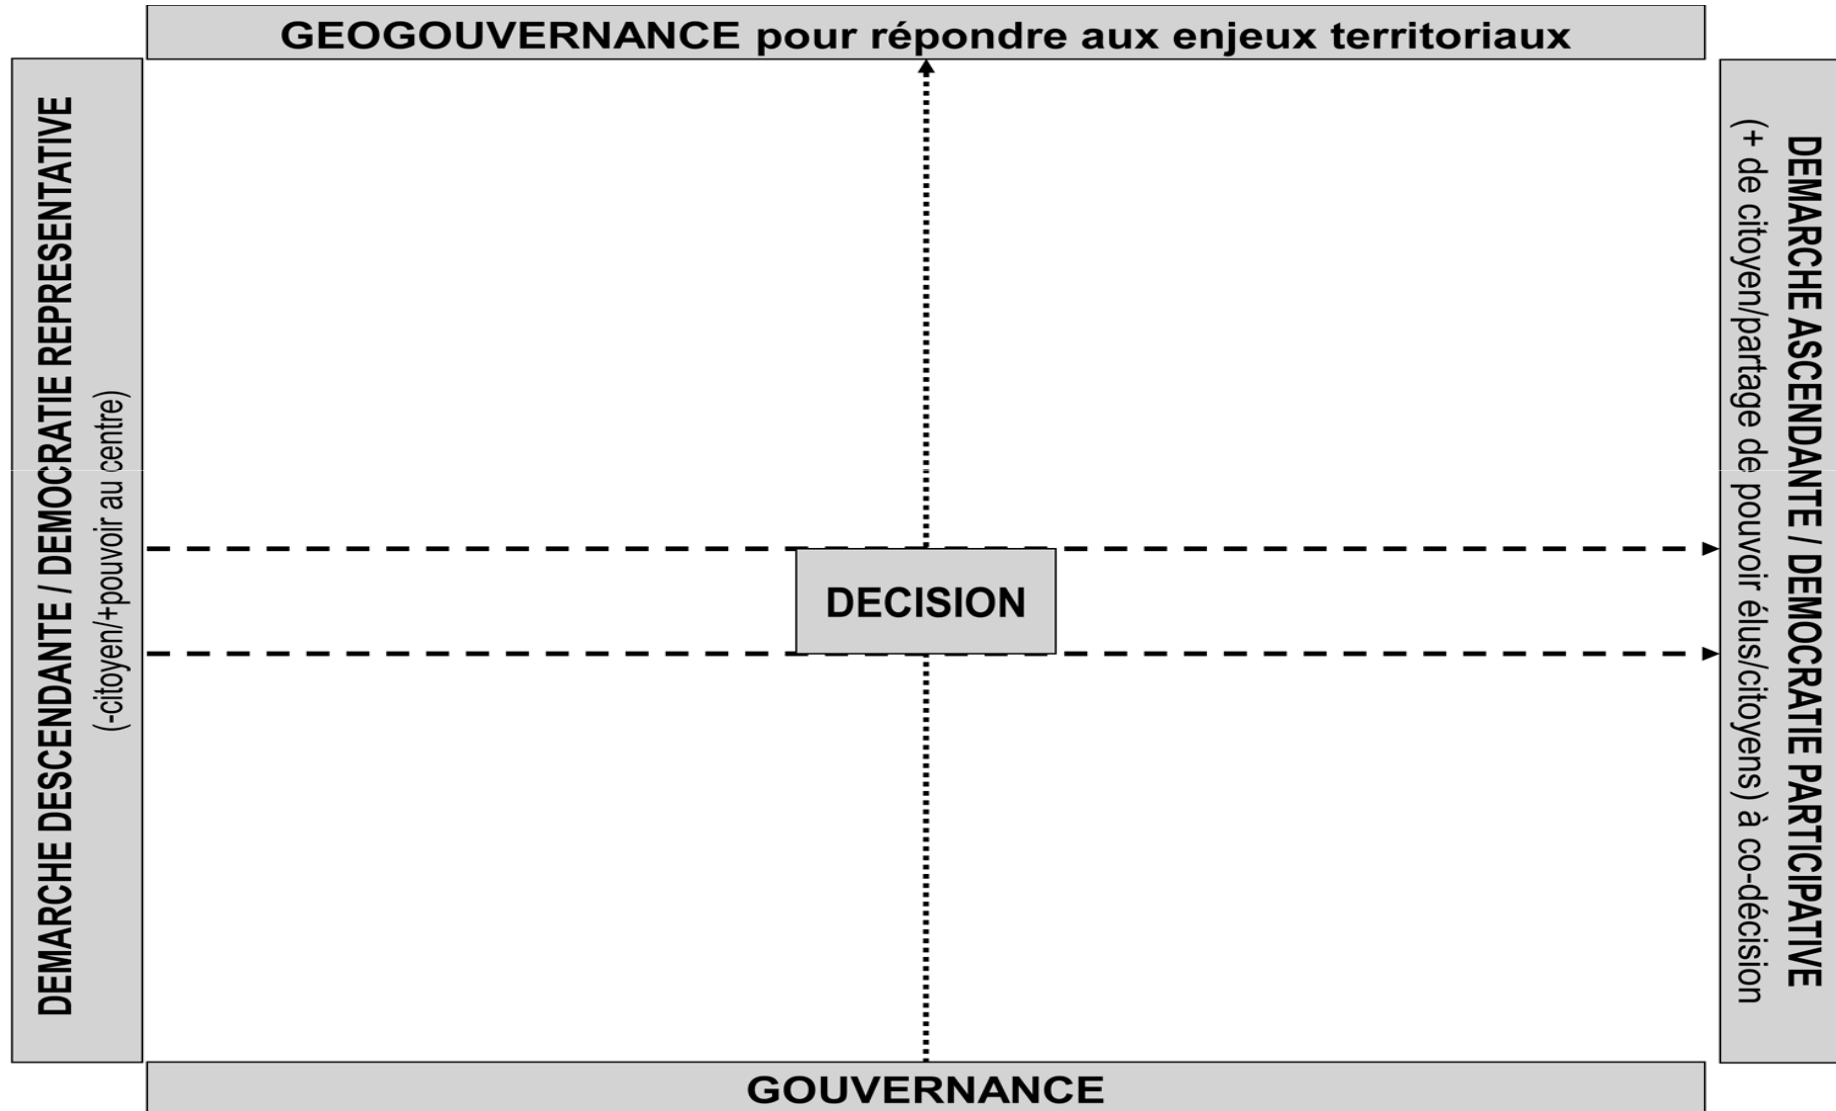 GEOGOUVERNANCE pour répondre aux enjeux territoriaux
DEMARCHE DESCENDANTE / DEMOCRATIE REPRESENTATIVE
(-citoyen/+pouvoir au centre)
DECISION
DEMARCHE ASCENDANTE / DEMOCRATIE PARTICIPATIVE
(+ de citoyen/partage de pouvoir élus/citoyens) à co-décision
GOUVERNANCE